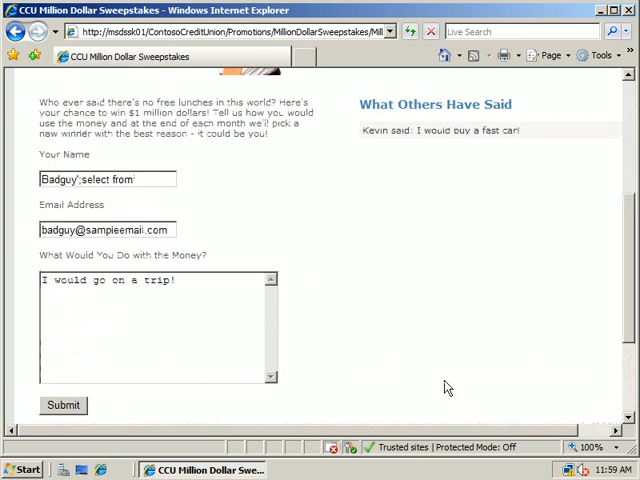 CCU Million Dollar Sweepstakes - Windows Internet Explorer
http://msdssk01/ContosoCreditUnion/Promotions/MillionDollarSweepstakes/Mill
Live Search
CCU Million Dollar Sweepstakes
Page
Tools
Who ever said there's no free lunches in this world? Here's
your chance to win $1 million dollars! Tell us how you would
use the money and at the end of each month we'll pick a
new winner with the best reason - it could be you!
What Others Have Said
Kevin said: I would buy a fast car!
Your Name
Badguy';select from
Email Address
badguy@sampleemail.com
What Would You Do with the Money?
I would go on a trip!
Submit
Trusted sites | Protected Mode: Off
100%
Start
CCU Million Dollar Swe...
11:59 AM